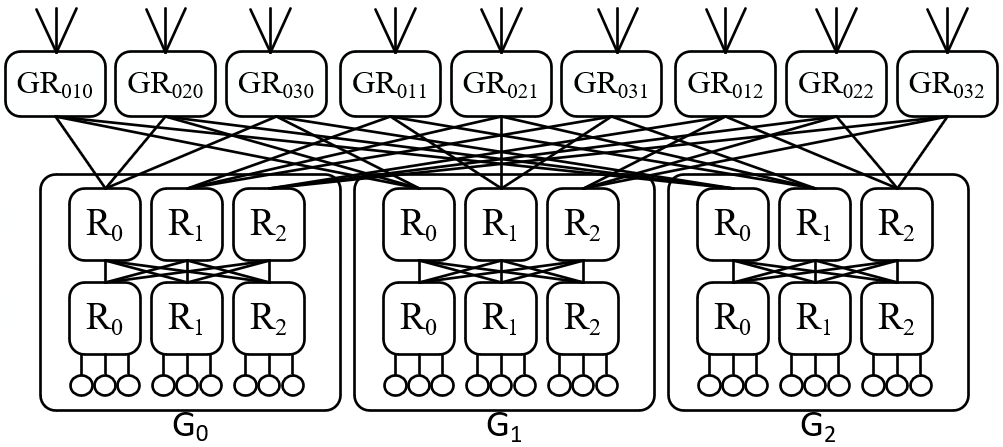 GR₀₁₀ GR₀₂₀ GR₀₃₀ GR₀₁₁ GR₀₂₁ GR₀₃₁ GR₀₁₂ GR₀₂₂ GR₀₃₂
R₀ R₁ R₂ R₀ R₁ R₂ R₀ R₁ R₂
R₀ R₁ R₂ R₀ R₁ R₂ R₀ R₁ R₂
G₀ G₁ G₂